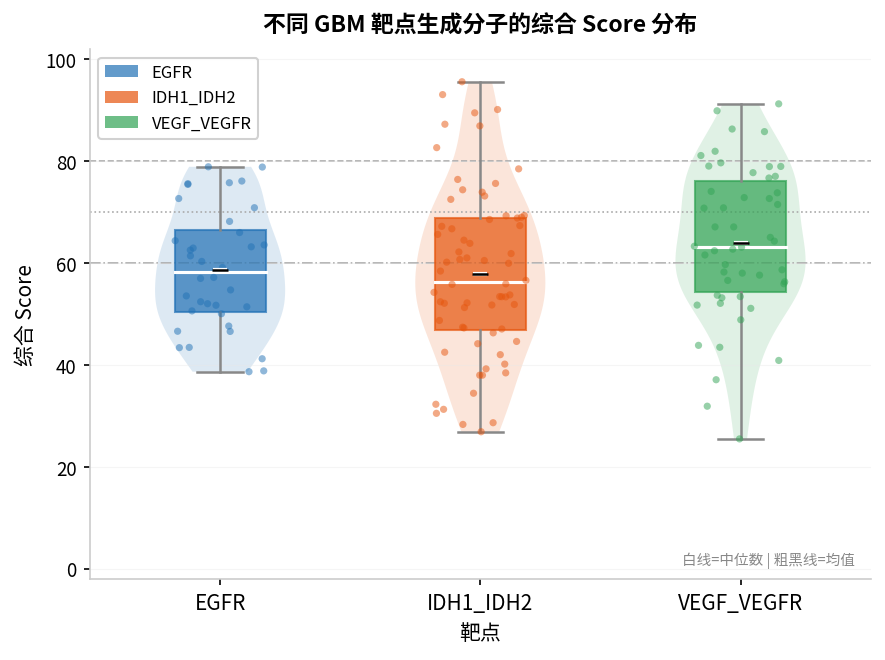 不同 GBM 靶点生成分子的综合 Score 分布
综合 Score
100
80
60
40
20
0
EGFR
IDH1_IDH2
VEGF_VEGFR
白线=中位数 | 粗黑线=均值
EGFR
IDH1_IDH2
VEGF_VEGFR
靶点